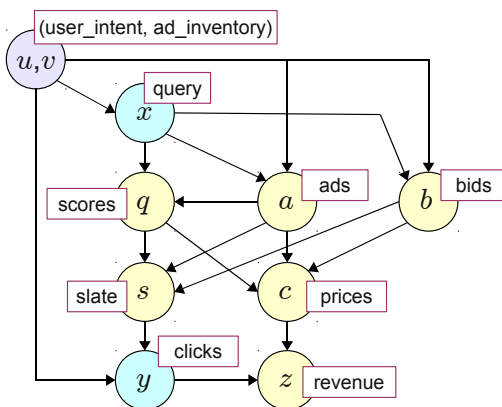 (user_intent, ad_inventory)
u,v
query
x
ads
bids
scores
q
a
b
slate
s
c
prices
clicks
y
z
revenue